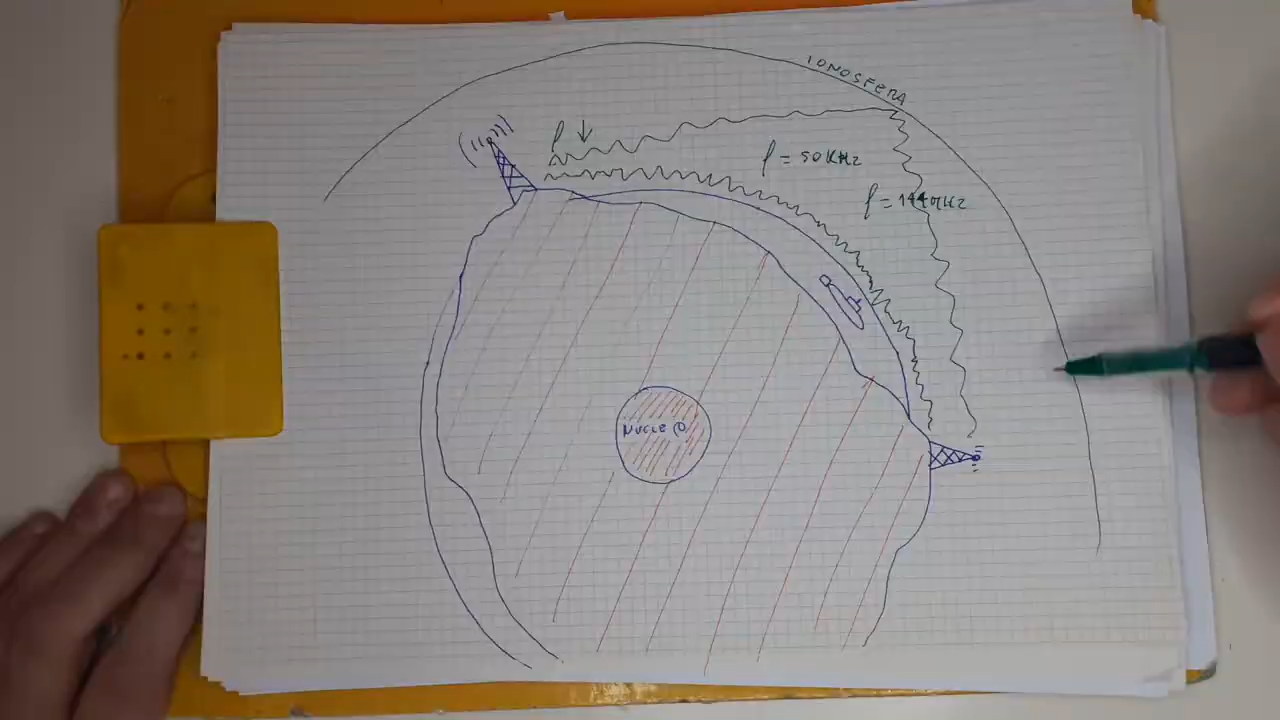 IONOSFERA
f ↓
f = 50KHz
f = 144MHz
NUCLEO